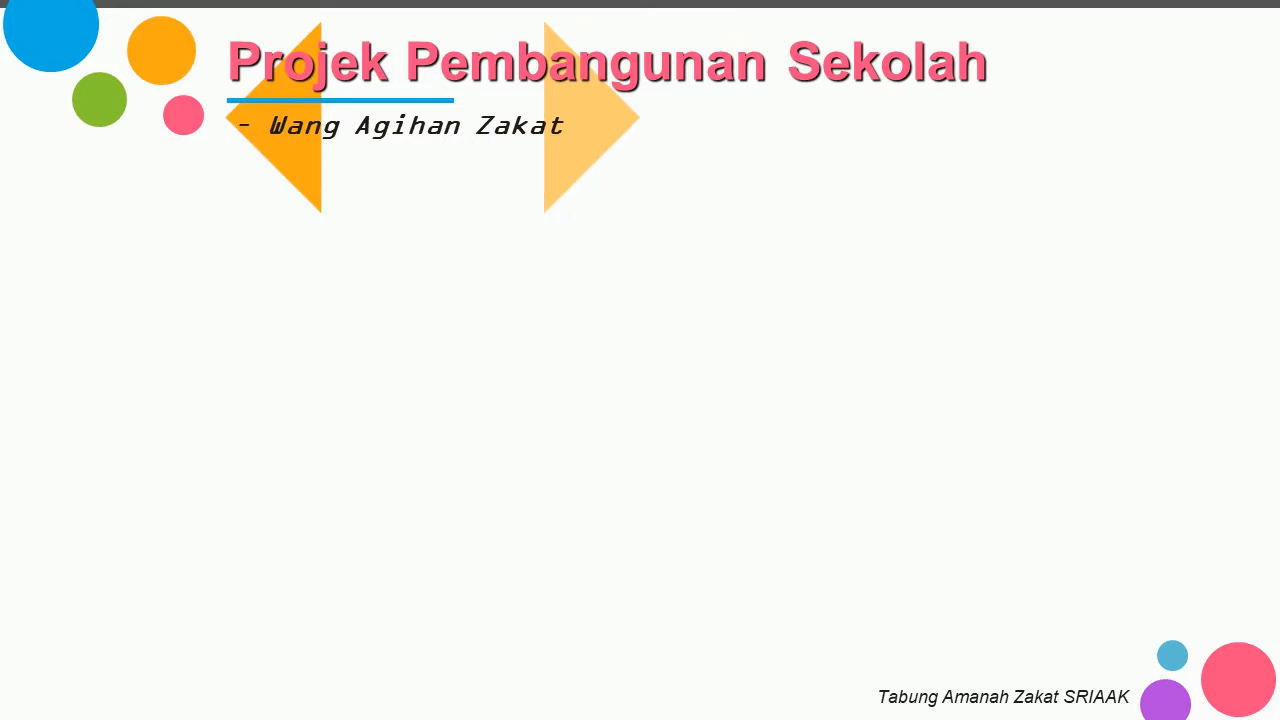 Projek Pembangunan Sekolah
- Wang Agihan Zakat
Tabung Amanah Zakat SRIAAK